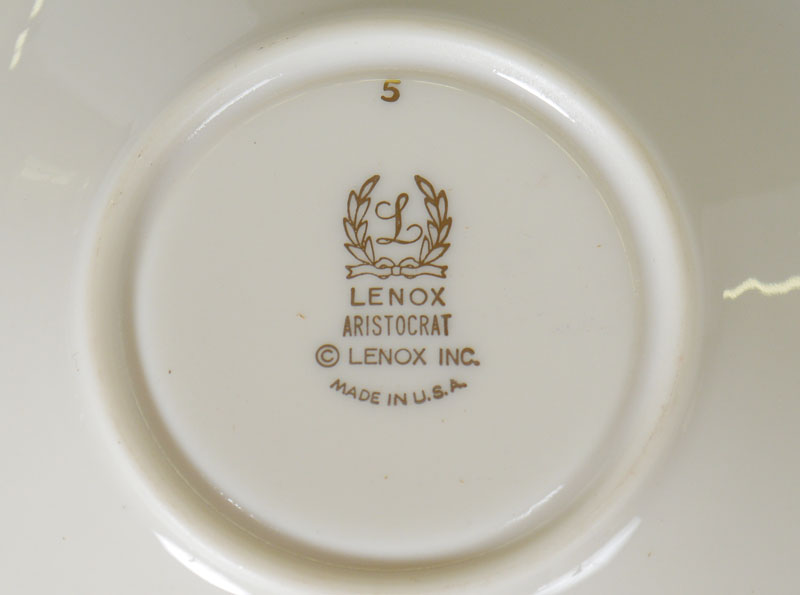 5
L
LENOX
ARISTOCRAT
© LENOX INC.
MADE IN U.S.A.